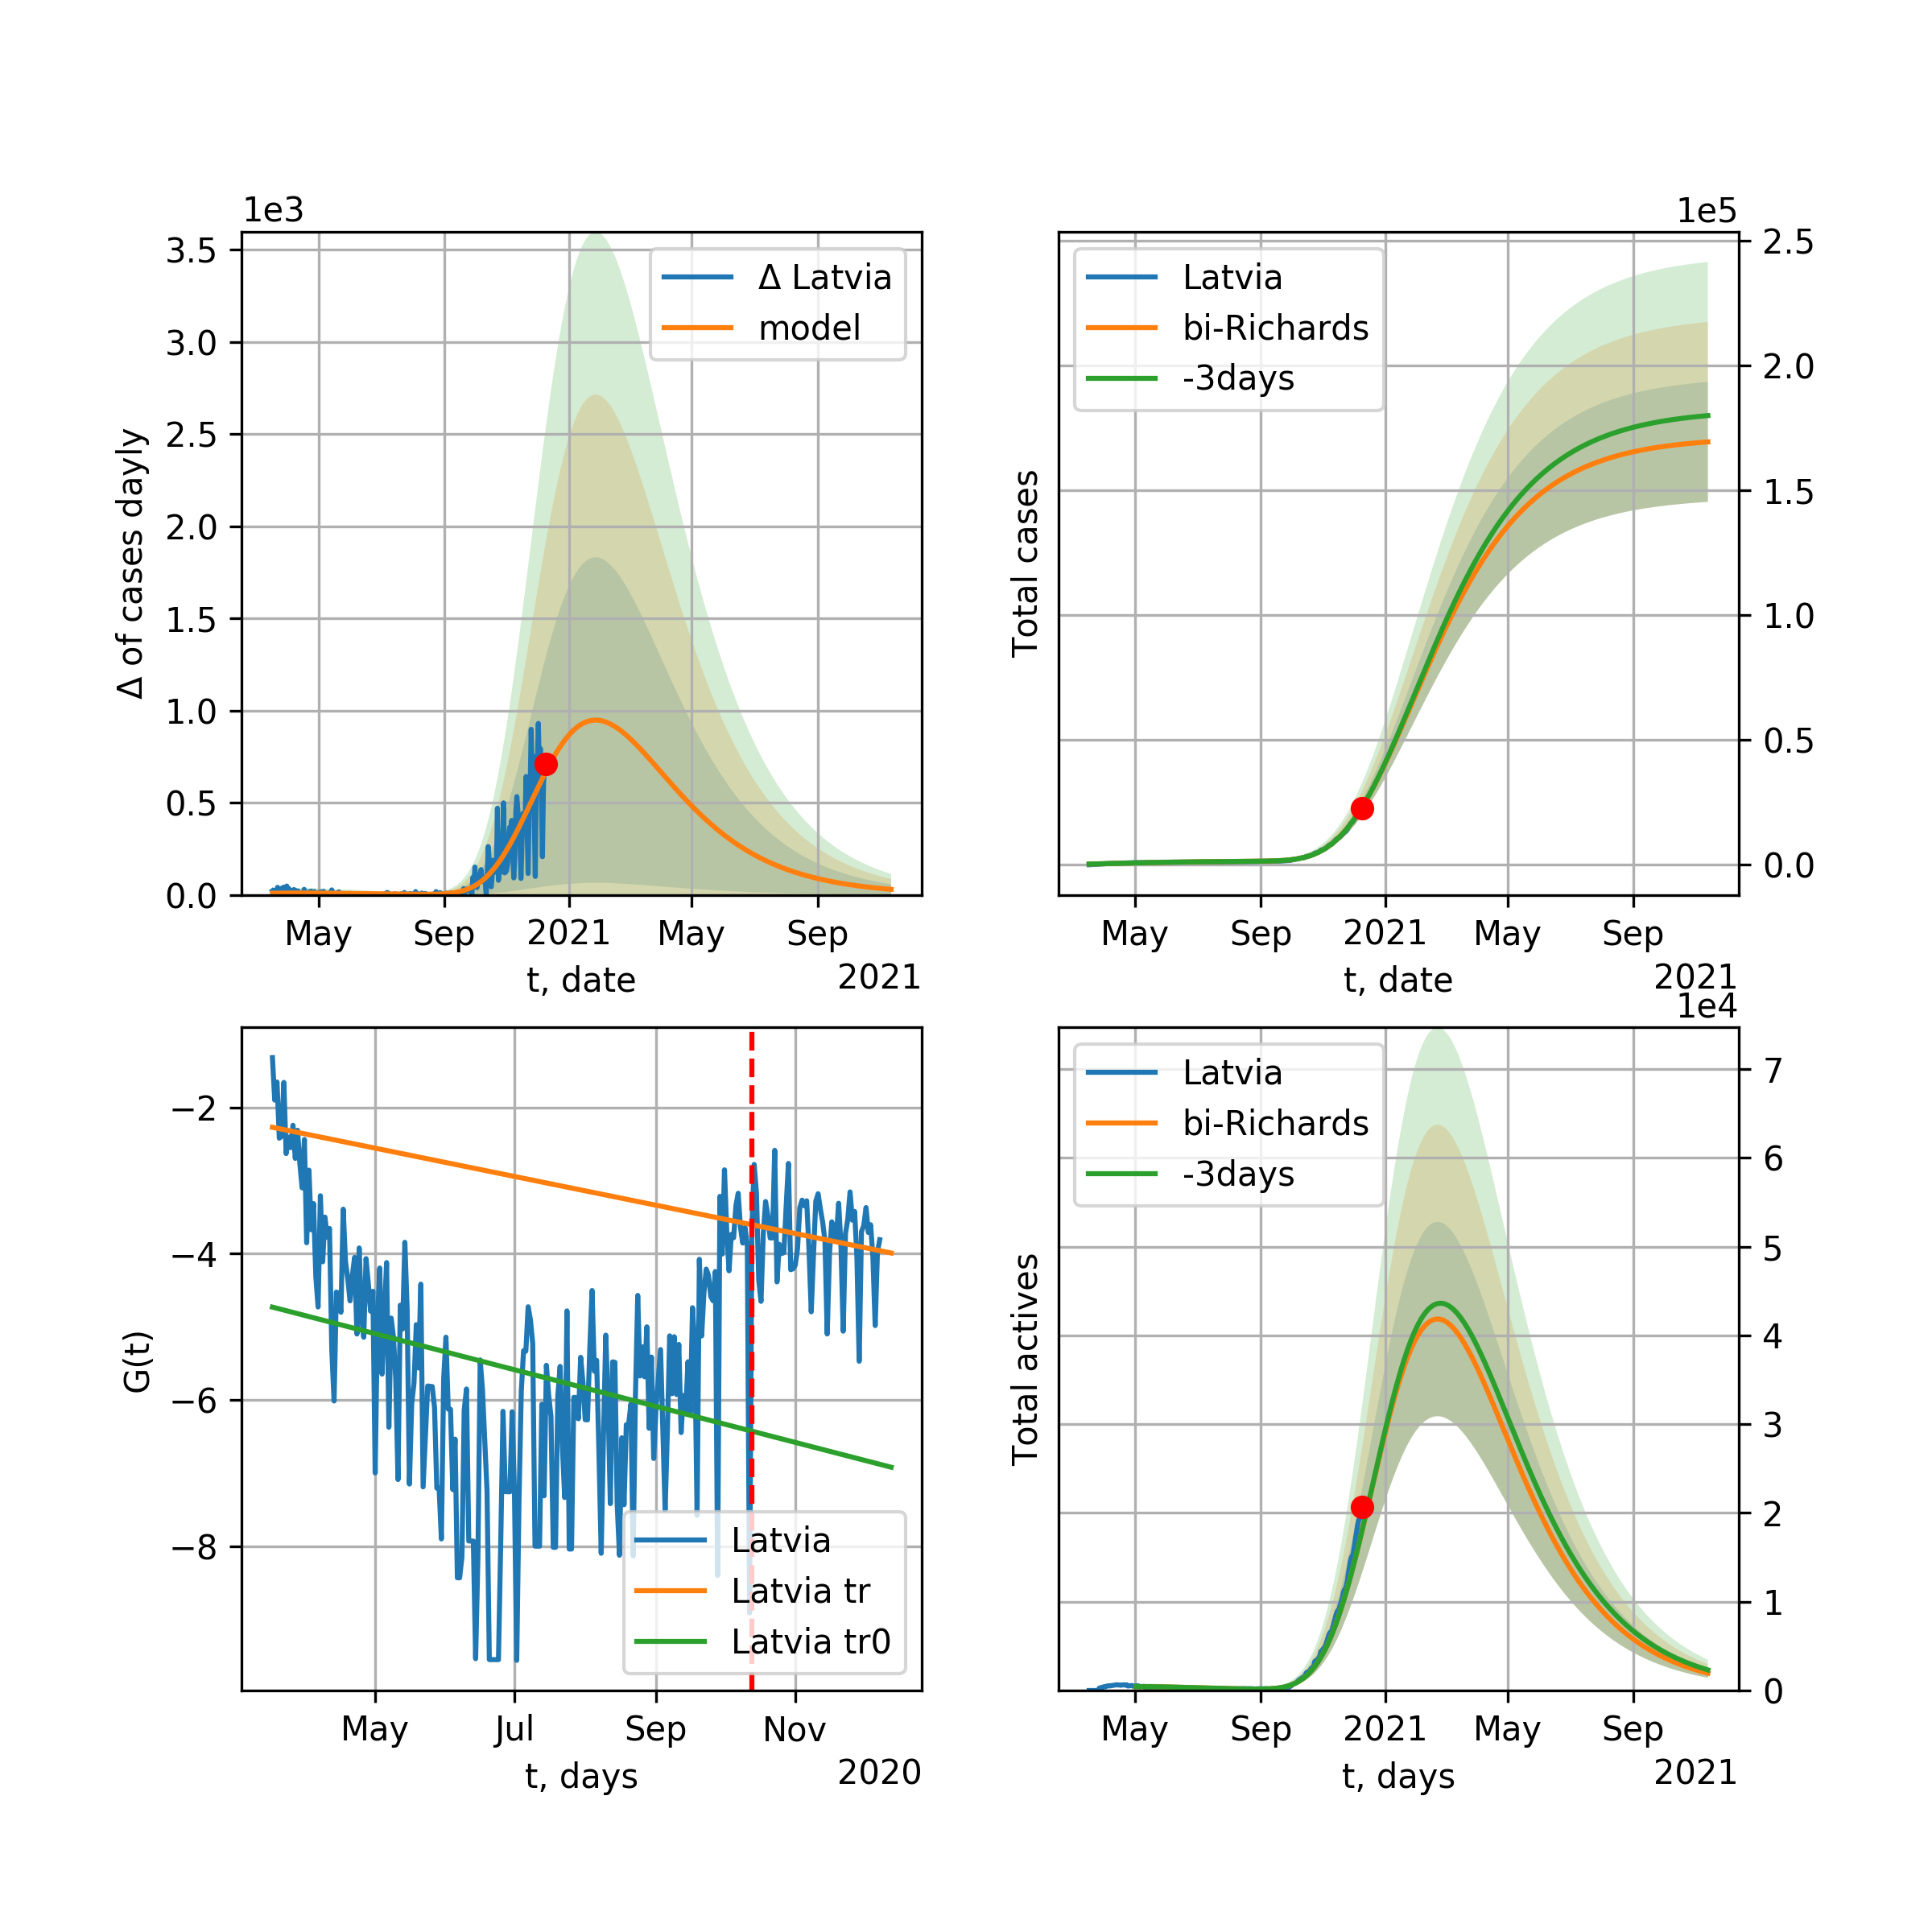 1e3
3.5
3.0
2.5
2.0
1.5
1.0
0.5
0.0
Δ of cases dayly
Δ Latvia
model
May Sep 2021 May Sep
t, date
2021
1e5
2.5
2.0
1.5
1.0
0.5
0.0
Total cases
Latvia
bi-Richards
-3days
May Sep 2021 May Sep
t, date
2021
−2
−4
−6
−8
G(t)
Latvia
Latvia tr
Latvia tr0
May Jul Sep Nov
t, days
2020
1e4
7
6
5
4
3
2
1
0
Total actives
Latvia
bi-Richards
-3days
May Sep 2021 May Sep
t, days
2021